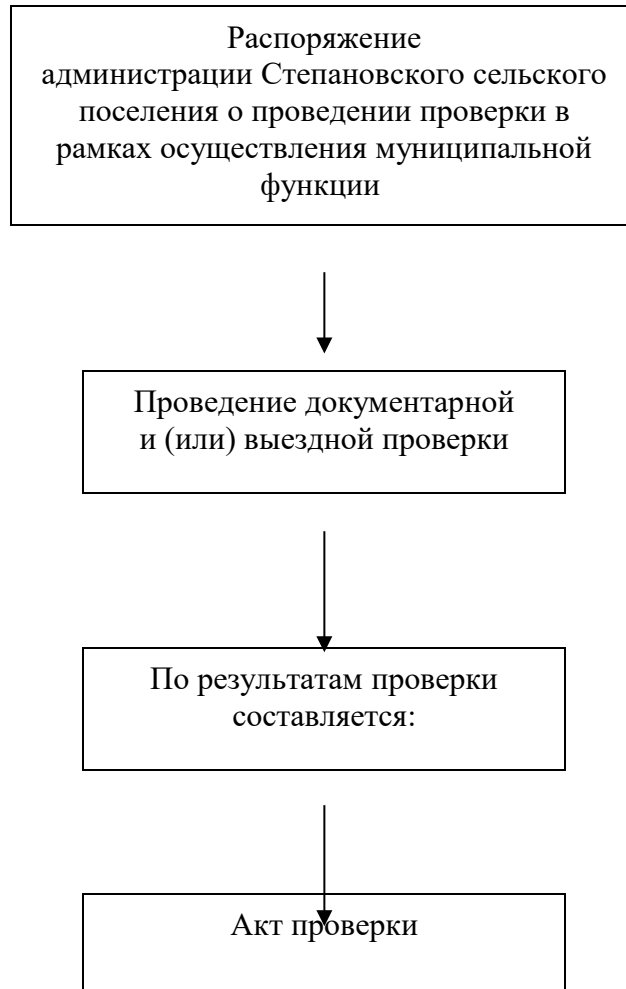 Распоряжение
администрации Степановского сельского
поселения о проведении проверки в
рамках осуществления муниципальной
функции
Проведение документарной
и (или) выездной проверки
По результатам проверки
составляется:
Акт проверки